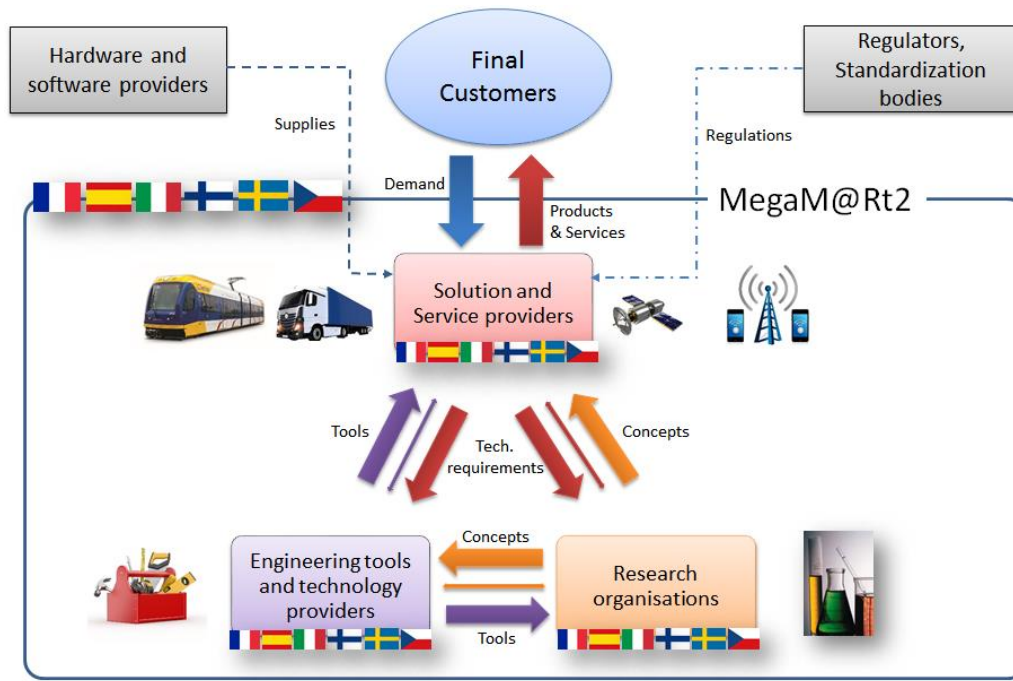 Hardware and
software providers
Final
Customers
Regulators,
Standardization
bodies
Supplies
Regulations
Demand
Products
& Services
MegaM@Rt2
Solution and
Service providers
Tools
Tech.
requirements
Concepts
Concepts
Engineering tools
and technology
providers
Research
organisations
Tools